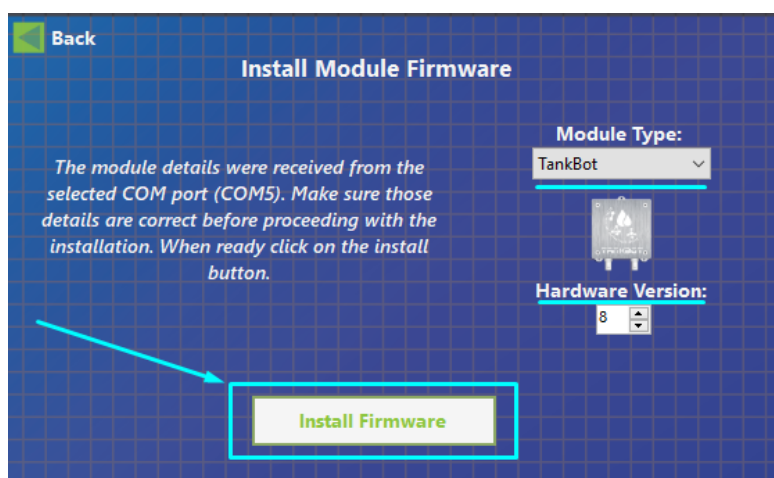 Back
Install Module Firmware
The module details were received from the
selected COM port (COM5). Make sure those
details are correct before proceeding with the
installation. When ready click on the install
button.
Module Type:
TankBot
TANKBOT
Hardware Version:
8
Install Firmware